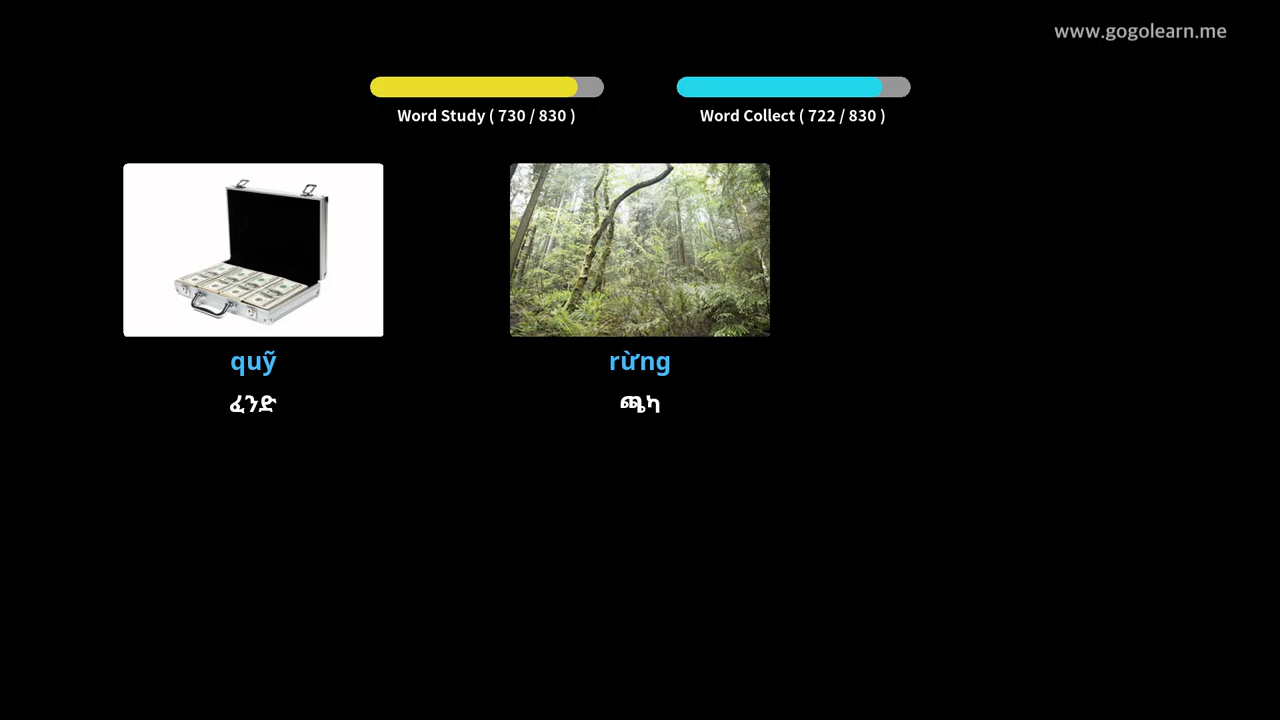 www.gogolearn.me
Word Study ( 730 / 830 )
Word Collect ( 722 / 830 )
quỹ
rừng
ፈንድ
ጫካ